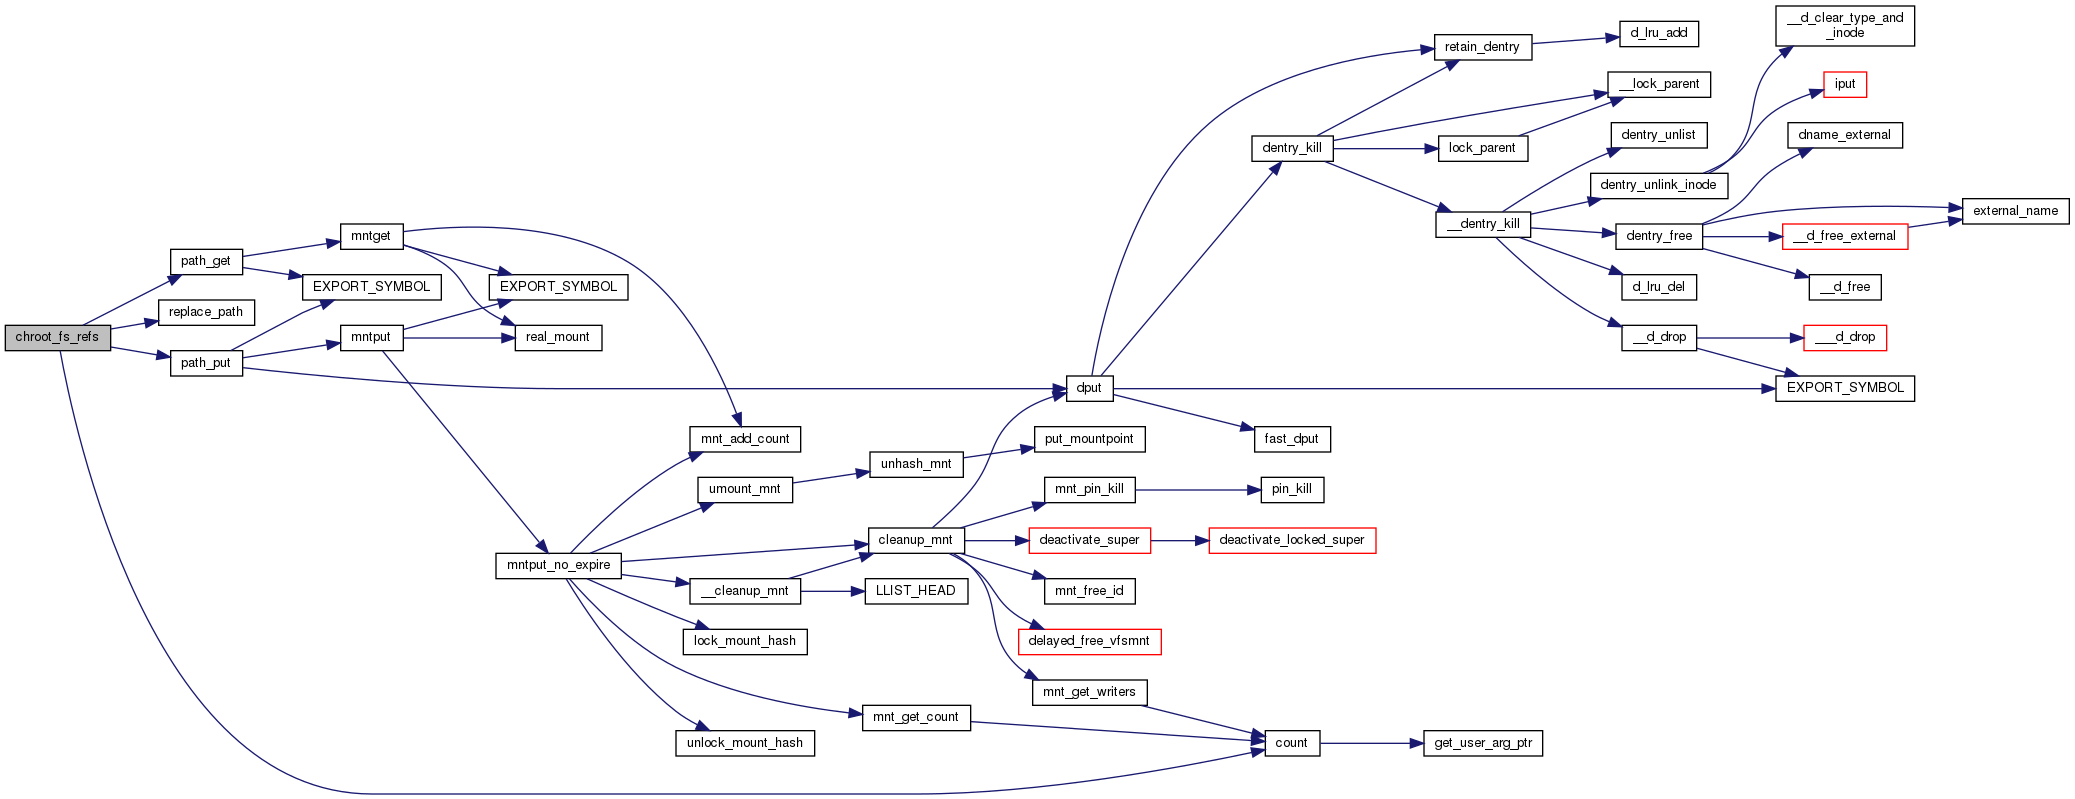 chroot_fs_refs
path_get
replace_path
path_put
mntget
EXPORT_SYMBOL
mntput
EXPORT_SYMBOL
real_mount
mntput_no_expire
mnt_add_count
umount_mnt
__cleanup_mnt
lock_mount_hash
unlock_mount_hash
unhash_mnt
cleanup_mnt
LLIST_HEAD
mnt_get_count
dput
put_mountpoint
mnt_pin_kill
deactivate_super
mnt_free_id
delayed_free_vfsmnt
mnt_get_writers
dentry_kill
fast_dput
pin_kill
deactivate_locked_super
count
retain_dentry
lock_parent
__dentry_kill
get_user_arg_ptr
d_lru_add
__lock_parent
dentry_unlist
dentry_unlink_inode
dentry_free
d_lru_del
__d_drop
__d_clear_type_and
_inode
iput
dname_external
__d_free_external
__d_free
___d_drop
EXPORT_SYMBOL
external_name